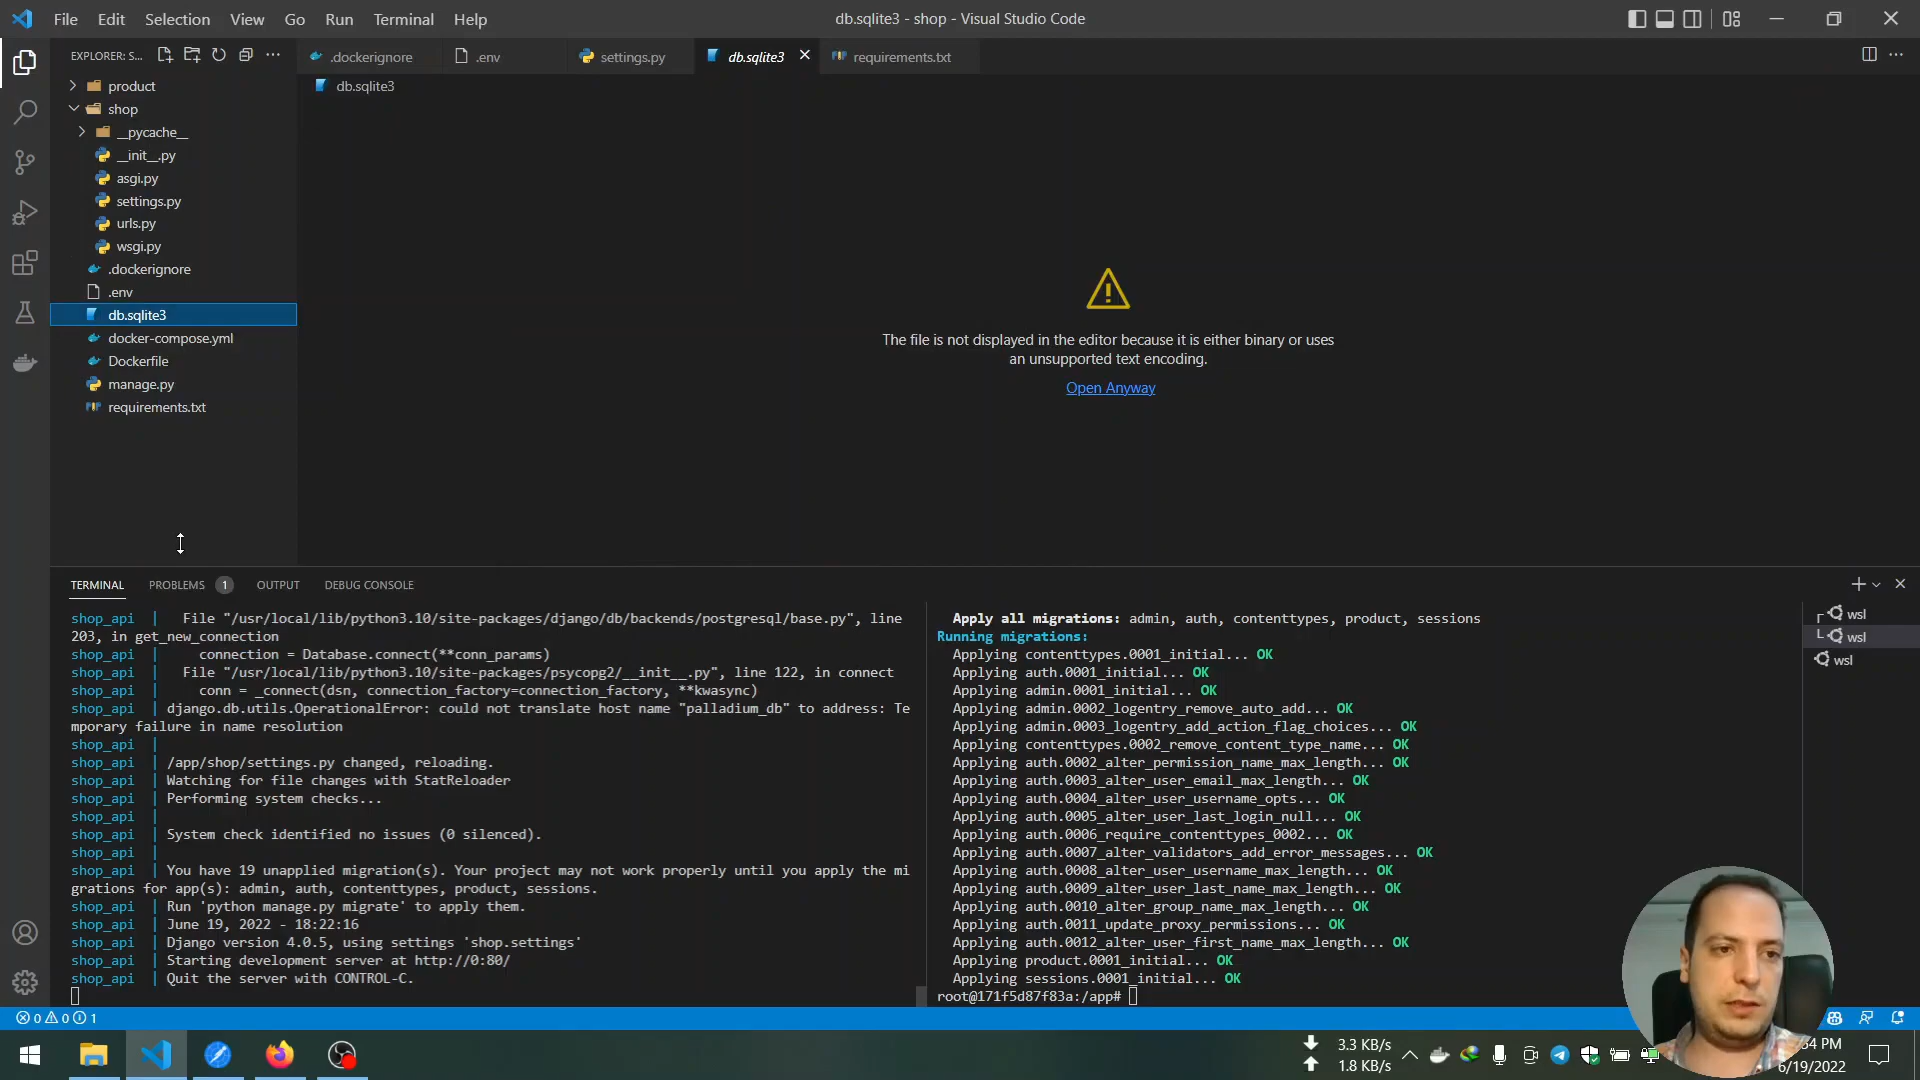 File Edit Selection View Go Run Terminal Help
db.sqlite3 - shop - Visual Studio Code
EXPLORER: S...
.dockerignore
.env
settings.py
db.sqlite3
requirements.txt
db.sqlite3
product
shop
__pycache__
__init__.py
asgi.py
settings.py
urls.py
wsgi.py
.dockerignore
.env
db.sqlite3
docker-compose.yml
Dockerfile
manage.py
requirements.txt
The file is not displayed in the editor because it is either binary or uses
an unsupported text encoding.
Open Anyway
TERMINAL PROBLEMS 1 OUTPUT DEBUG CONSOLE
shop_api | File "/usr/local/lib/python3.10/site-packages/django/db/backends/postgresql/base.py", line
203, in get_new_connection
shop_api | connection = Database.connect(**conn_params)
shop_api | File "/usr/local/lib/python3.10/site-packages/psycopg2/__init__.py", line 122, in connect
shop_api | conn = _connect(dsn, connection_factory=connection_factory, **kwasync)
shop_api | django.db.utils.OperationalError: could not translate host name "palladium_db" to address: Te
mporary failure in name resolution
shop_api |
shop_api | /app/shop/settings.py changed, reloading.
shop_api | Watching for file changes with StatReloader
shop_api | Performing system checks...
shop_api |
shop_api | System check identified no issues (0 silenced).
shop_api |
shop_api | You have 19 unapplied migration(s). Your project may not work properly until you apply the mi
grations for app(s): admin, auth, contenttypes, product, sessions.
shop_api | Run 'python manage.py migrate' to apply them.
shop_api | June 19, 2022 - 18:22:16
shop_api | Django version 4.0.5, using settings 'shop.settings'
shop_api | Starting development server at http://0:80/
shop_api | Quit the server with CONTROL-C.
Apply all migrations: admin, auth, contenttypes, product, sessions
Running migrations:
Applying contenttypes.0001_initial... OK
Applying auth.0001_initial... OK
Applying admin.0001_initial... OK
Applying admin.0002_logentry_remove_auto_add... OK
Applying admin.0003_logentry_add_action_flag_choices... OK
Applying contenttypes.0002_remove_content_type_name... OK
Applying auth.0002_alter_permission_name_max_length... OK
Applying auth.0003_alter_user_email_max_length... OK
Applying auth.0004_alter_user_username_opts... OK
Applying auth.0005_alter_user_last_login_null... OK
Applying auth.0006_require_contenttypes_0002... OK
Applying auth.0007_alter_validators_add_error_messages... OK
Applying auth.0008_alter_user_username_max_length... OK
Applying auth.0009_alter_user_last_name_max_length... OK
Applying auth.0010_alter_group_name_max_length... OK
Applying auth.0011_update_proxy_permissions... OK
Applying auth.0012_alter_user_first_name_max_length... OK
Applying product.0001_initial... OK
Applying sessions.0001_initial... OK
root@171f5d87f83a:/app#
wsl
wsl
wsl
0 0 1
3.3 KB/s
1.8 KB/s
PM
6/19/2022